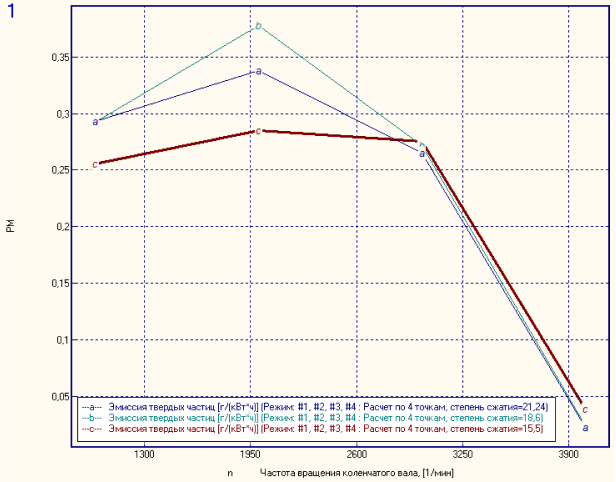 1
b
0,35
a
0,3
a
c
b
0,25
c
a
0,2
РМ
0,15
0,1
0,05
---a--- Эмиссия твердых частиц [г/(кВт*ч)] (Режим: #1, #2, #3, #4 : Расчет по 4 точкам, степень сжатия=21,24)
---b--- Эмиссия твердых частиц [г/(кВт*ч)] (Режим: #1, #2, #3, #4 : Расчет по 4 точкам, степень сжатия=18,6)
---c--- Эмиссия твердых частиц [г/(кВт*ч)] (Режим: #1, #2, #3, #4 : Расчет по 4 точкам, степень сжатия=15,5)
c
a
1300 1950 2600 3250 3900
n Частота вращения коленчатого вала, [1/мин]